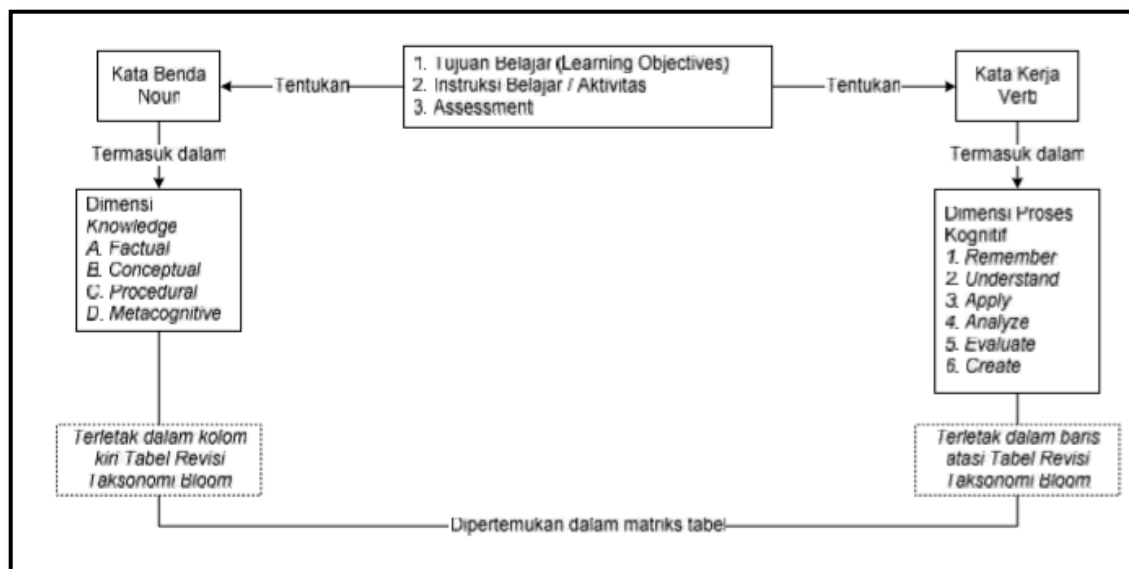 Kata Benda
Noun
Tentukan
1. Tujuan Belajar (Learning Objectives)
2. Instruksi Belajar / Aktivitas
3. Assessment
Tentukan
Kata Kerja
Verb
Termasuk dalam
Termasuk dalam
Dimensi
Knowledge
A. Factual
B. Conceptual
C. Procedural
D. Metacognitive
Dimensi Proses
Kognitif
1. Remember
2. Understand
3. Apply
4. Analyze
5. Evaluate
6. Create
Terletak dalam kolom
kiri Tabel Revisi
Taksonomi Bloom
Terletak dalam baris
atasi Tabel Revisi
Taksonomi Bloom
Dipertemukan dalam matriks tabel